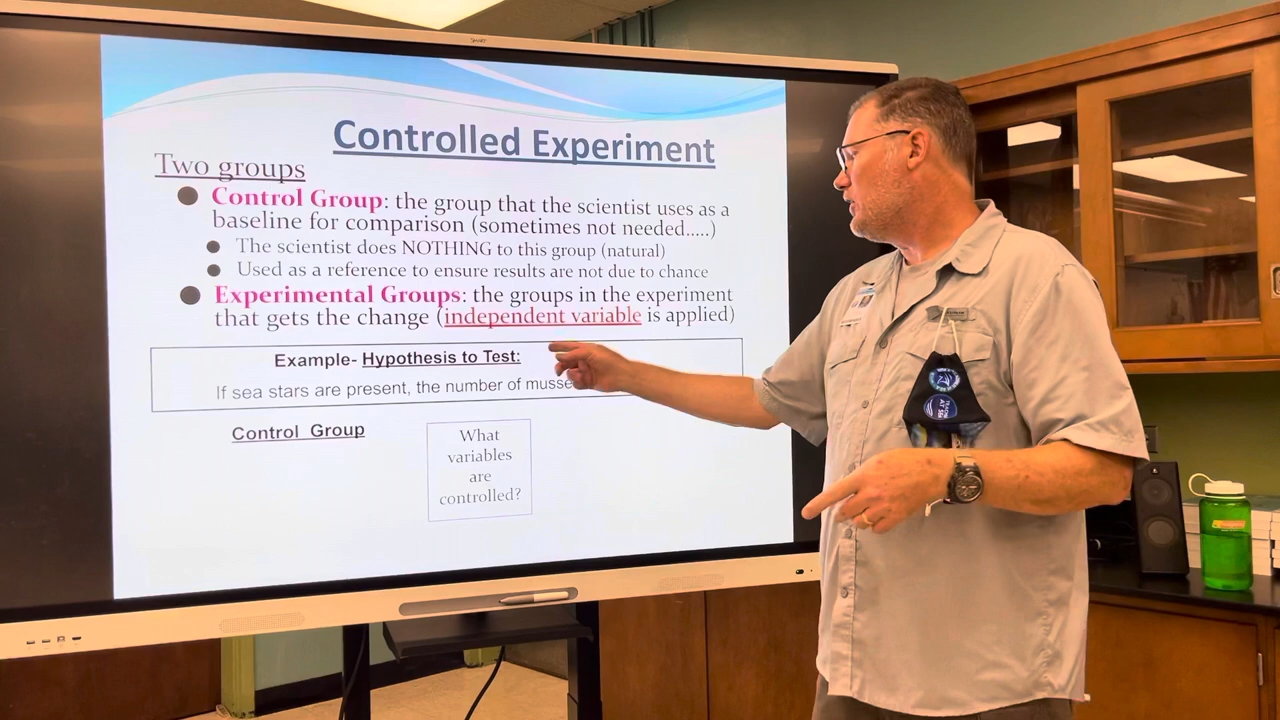 SMART
Controlled Experiment
Two groups
Control Group: the group that the scientist uses as a
baseline for comparison (sometimes not needed.....)
The scientist does NOTHING to this group (natural)
Used as a reference to ensure results are not due to chance
Experimental Groups: the groups in the experiment
that gets the change (independent variable is applied)
Example- Hypothesis to Test:
If sea stars are present, the number of musse
Control Group
What
variables
are
controlled?